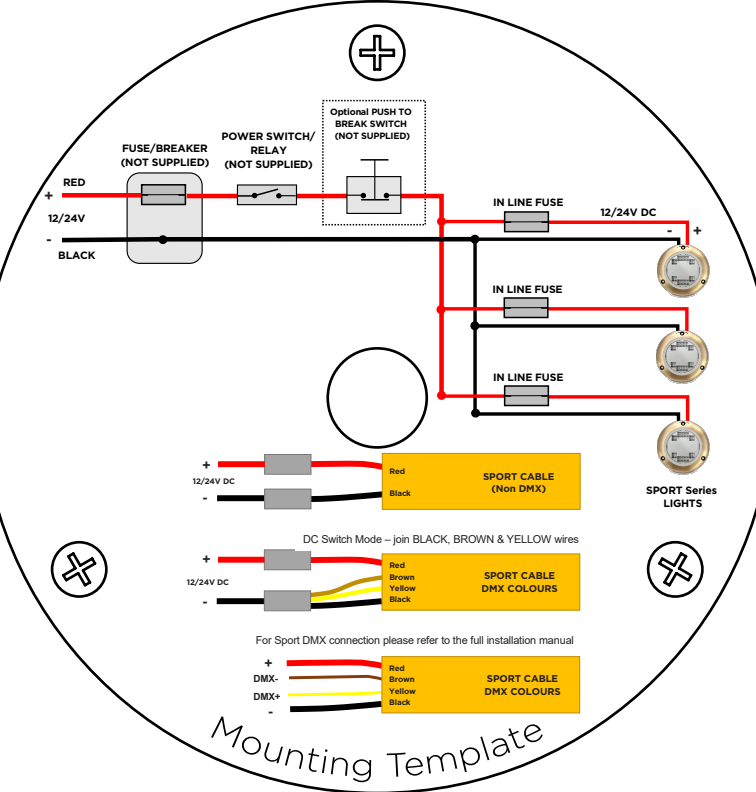 Optional PUSH TO
BREAK SWITCH
(NOT SUPPLIED)
POWER SWITCH/
RELAY
(NOT SUPPLIED)
FUSE/BREAKER
(NOT SUPPLIED)
RED
+
12/24V
-
BLACK
IN LINE FUSE
12/24V DC
- +
IN LINE FUSE
IN LINE FUSE
SPORT Series
LIGHTS
+
12/24V DC
-
Red
Black
SPORT CABLE
(Non DMX)
DC Switch Mode – join BLACK, BROWN & YELLOW wires
+
12/24V DC
-
Red
Brown
Yellow
Black
SPORT CABLE
DMX COLOURS
For Sport DMX connection please refer to the full installation manual
+
DMX-
DMX+
-
Red
Brown
Yellow
Black
SPORT CABLE
DMX COLOURS
Mounting Template